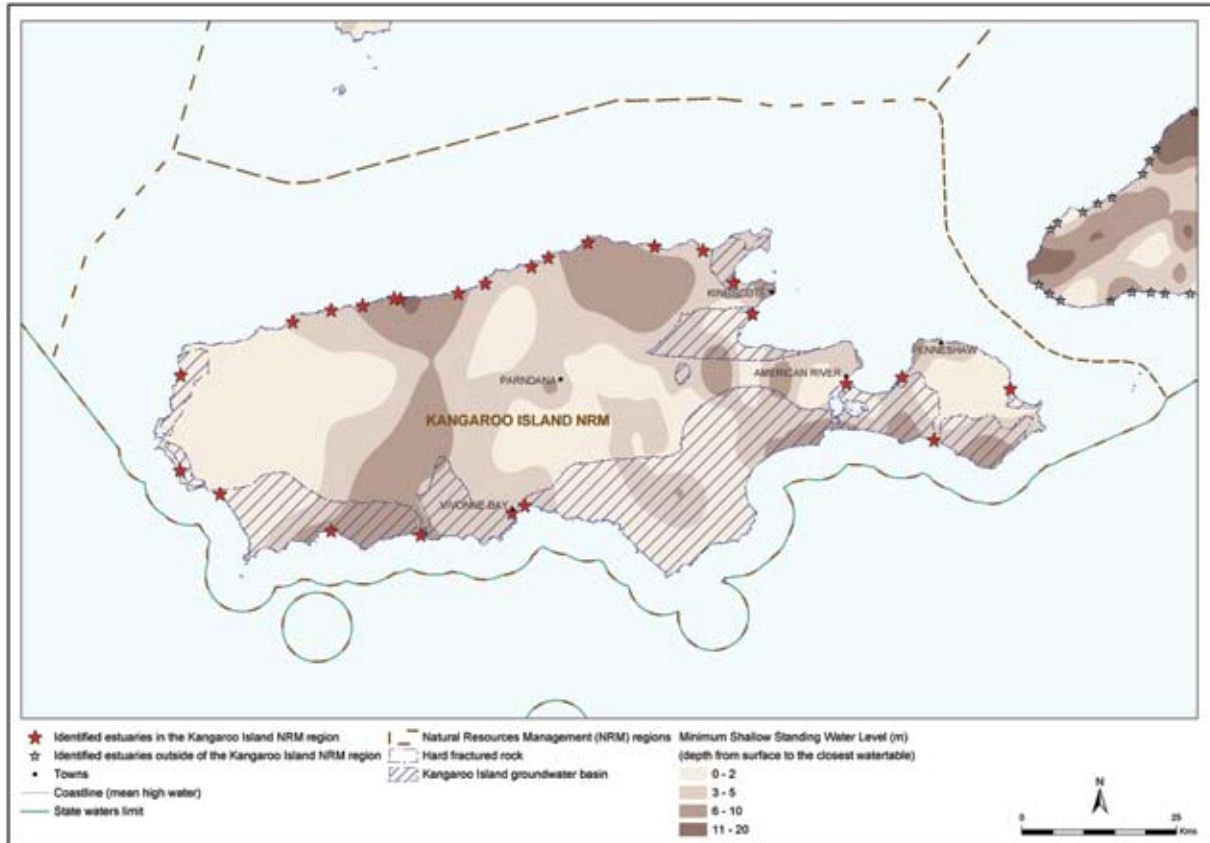 KINGSCOTE
PENNESHAW
AMERICAN RIVER
PARNDANA
KANGAROO ISLAND NRM
VIVONNE BAY
Identified estuaries in the Kangaroo Island NRM region
Identified estuaries outside of the Kangaroo Island NRM region
Towns
Coastline (mean high water)
State waters limit
Natural Resources Management (NRM) regions
Hard fractured rock
Kangaroo Island groundwater basin
Minimum Shallow Standing Water Level (m)
(depth from surface to the closest watertable)
0 - 2
3 - 5
6 - 10
11 - 20
N
0 25
Kms